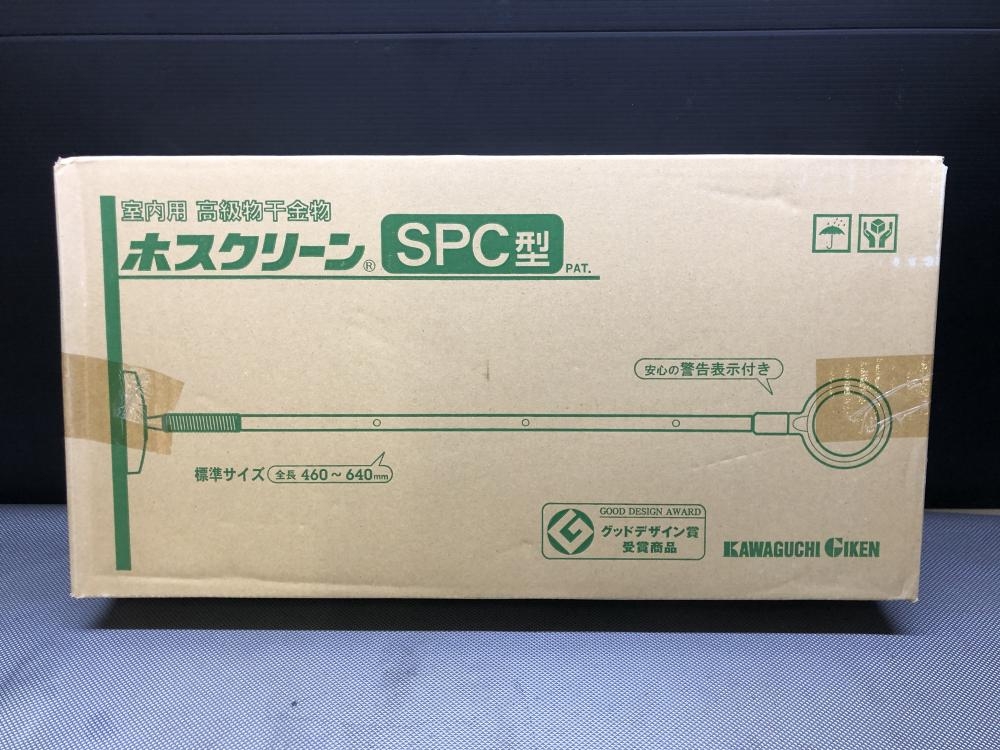 室内用 高級物干金物
ホスクリーン® SPC型 PAT.
安心の警告表示付き
標準サイズ 全長 460～640mm
GOOD DESIGN AWARD
グッドデザイン賞
受賞商品
KAWAGUCHI GIKEN